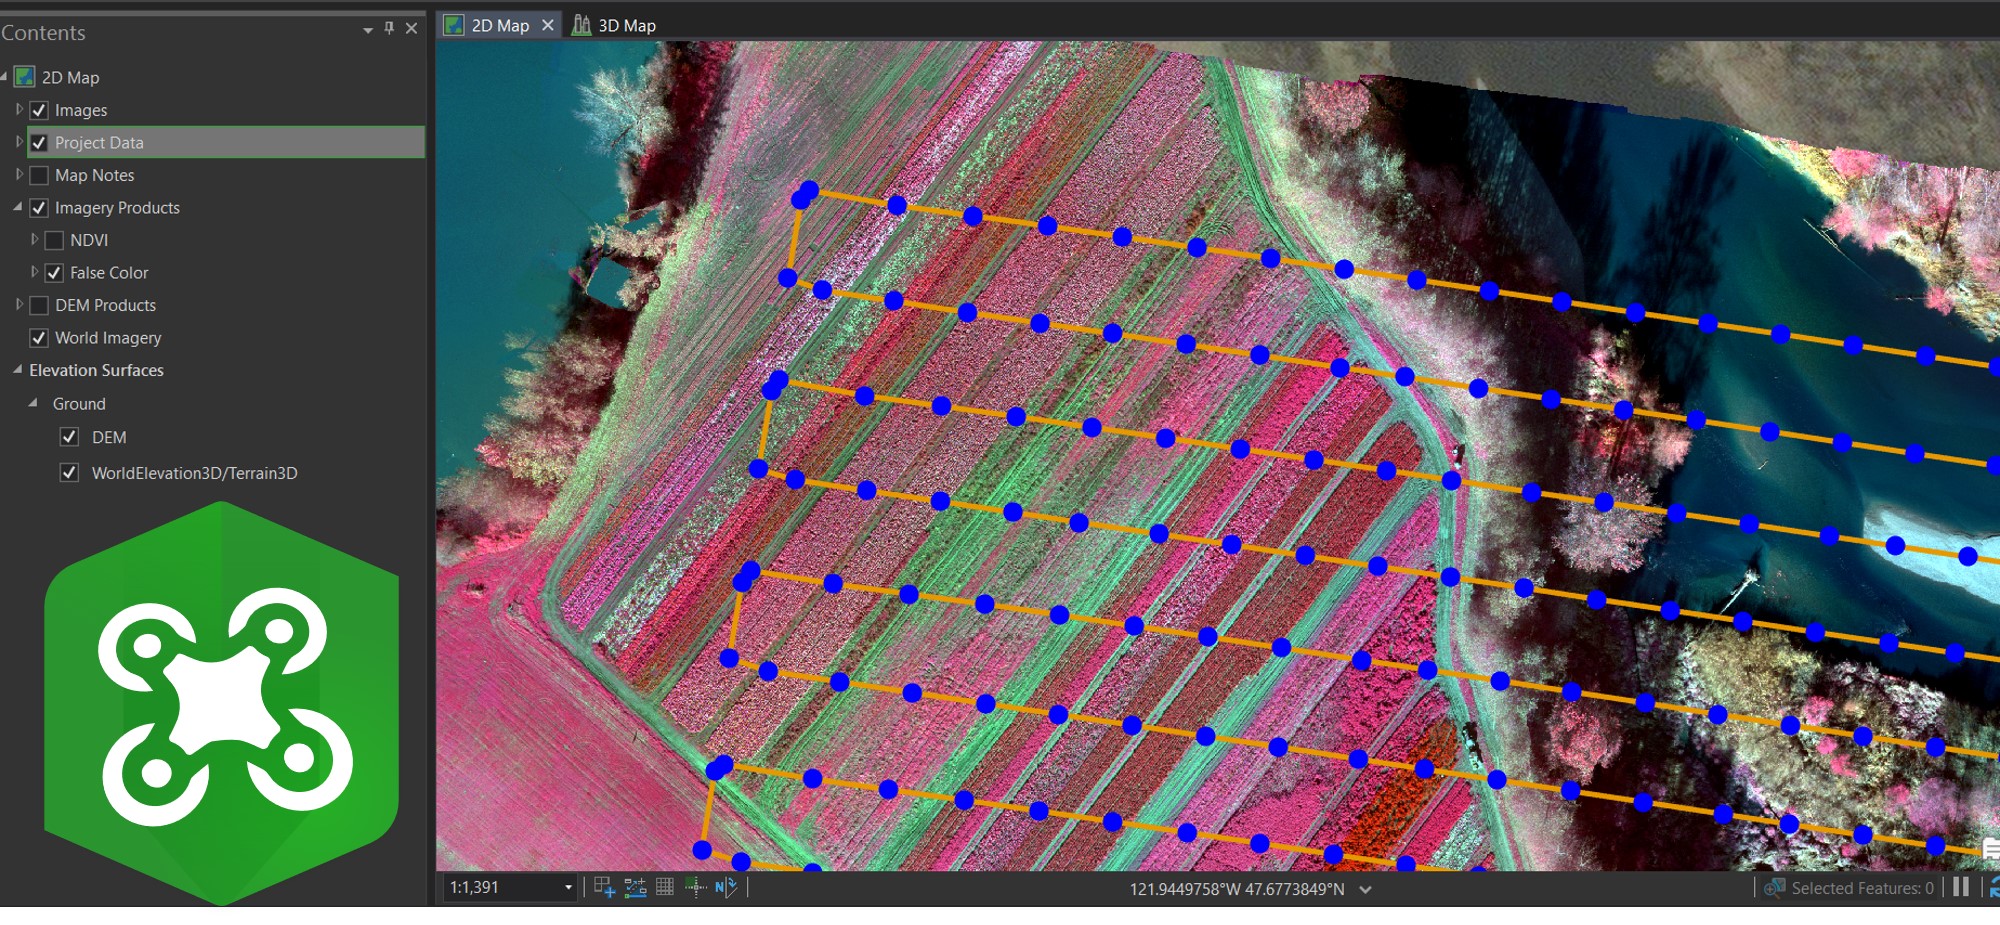 Contents
2D Map
Images
Project Data
Map Notes
Imagery Products
NDVI
False Color
DEM Products
World Imagery
Elevation Surfaces
Ground
DEM
WorldElevation3D/Terrain3D
2D Map
3D Map
1:1,391
N
121.9449758°W 47.6773849°N
Selected Features: 0